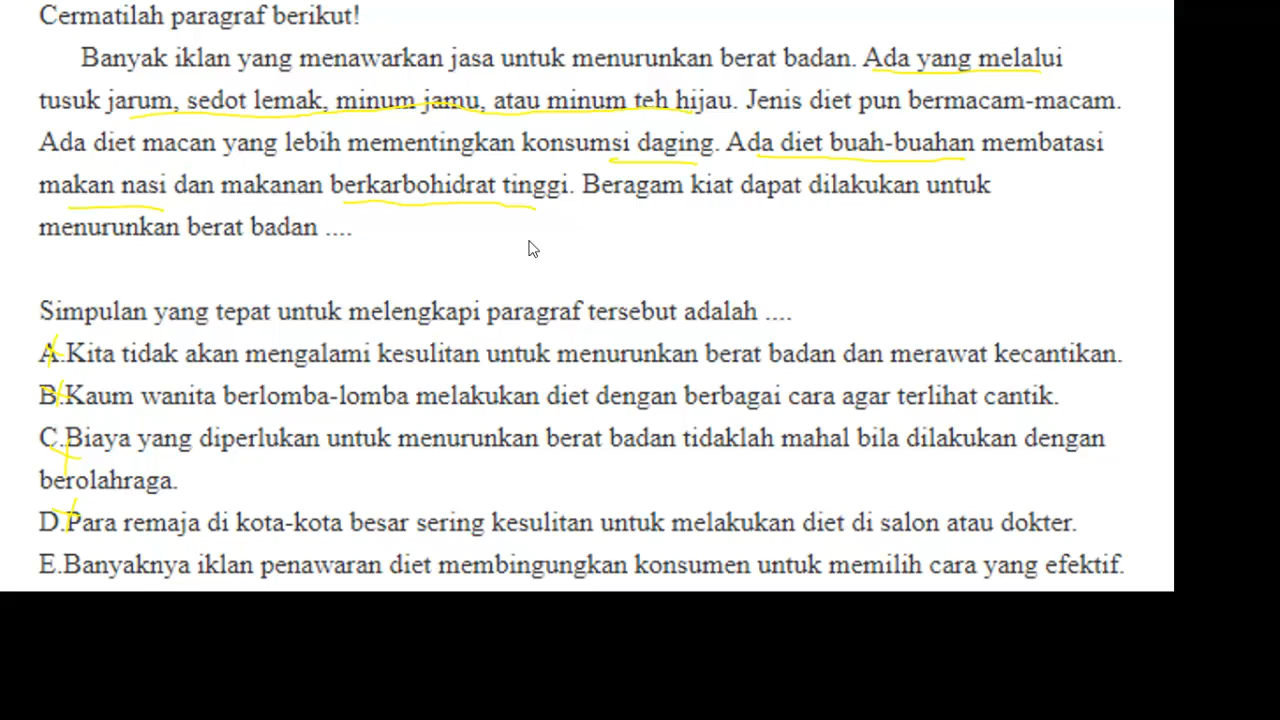 Cermatilah paragraf berikut!
Banyak iklan yang menawarkan jasa untuk menurunkan berat badan. Ada yang melalui
tusuk jarum, sedot lemak, minum jamu, atau minum teh hijau. Jenis diet pun bermacam-macam.
Ada diet macan yang lebih mementingkan konsumsi daging. Ada diet buah-buahan membatasi
makan nasi dan makanan berkarbohidrat tinggi. Beragam kiat dapat dilakukan untuk
menurunkan berat badan ....
Simpulan yang tepat untuk melengkapi paragraf tersebut adalah ....
A.Kita tidak akan mengalami kesulitan untuk menurunkan berat badan dan merawat kecantikan.
B.Kaum wanita berlomba-lomba melakukan diet dengan berbagai cara agar terlihat cantik.
C.Biaya yang diperlukan untuk menurunkan berat badan tidaklah mahal bila dilakukan dengan
berolahraga.
D.Para remaja di kota-kota besar sering kesulitan untuk melakukan diet di salon atau dokter.
E.Banyaknya iklan penawaran diet membingungkan konsumen untuk memilih cara yang efektif.